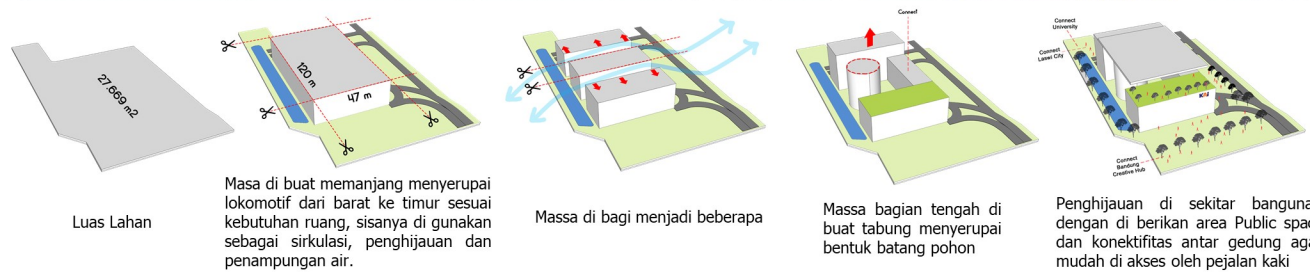 27.669 m2
Luas Lahan
120 m
47 m
Masa di buat memanjang menyerupai
lokomotif dari barat ke timur sesuai
kebutuhan ruang, sisanya di gunakan
sebagai sirkulasi, penghijauan dan
penampungan air.
Massa di bagi menjadi beberapa
Connect
Massa bagian tengah di
buat tabung menyerupai
bentuk batang pohon
Connect
University
Connect
Laswi City
Connect
Bandung
Creative Hub
Penghijauan di sekitar banguna
dengan di berikan area Public spac
dan konektifitas antar gedung aga
mudah di akses oleh pejalan kaki